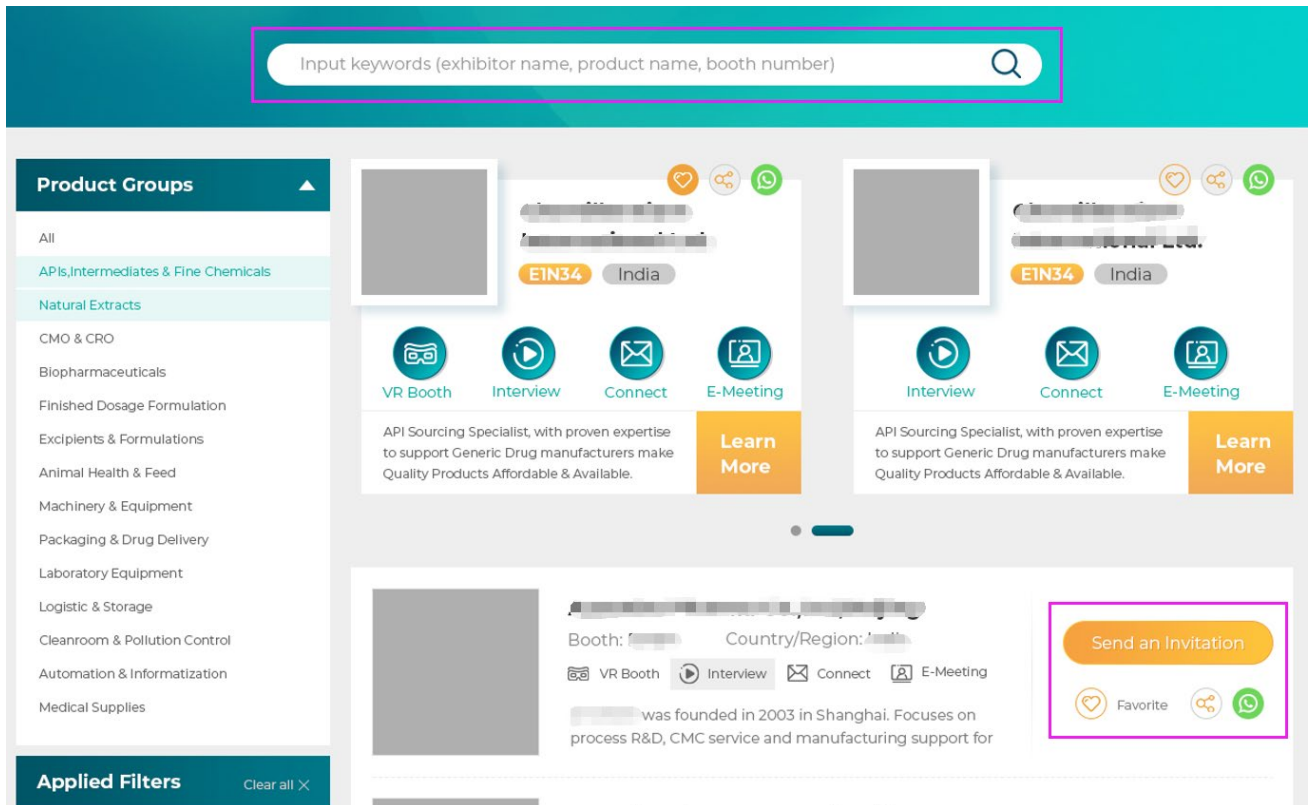 Input keywords (exhibitor name, product name, booth number)
Product Groups
All
APIs,Intermediates & Fine Chemicals
Natural Extracts
CMO & CRO
Biopharmaceuticals
Finished Dosage Formulation
Excipients & Formulations
Animal Health & Feed
Machinery & Equipment
Packaging & Drug Delivery
Laboratory Equipment
Logistic & Storage
Cleanroom & Pollution Control
Automation & Informatization
Medical Supplies
Applied Filters
Clear all
E1N34 India
VR Booth Interview Connect E-Meeting
API Sourcing Specialist, with proven expertise
to support Generic Drug manufacturers make
Quality Products Affordable & Available.
Learn
More
Ltd.
E1N34 India
Interview Connect E-Meeting
API Sourcing Specialist, with proven expertise
to support Generic Drug manufacturers make
Quality Products Affordable & Available.
Learn
More
Booth: Country/Region:
VR Booth Interview Connect E-Meeting
was founded in 2003 in Shanghai. Focuses on
process R&D, CMC service and manufacturing support for
Send an Invitation
Favorite